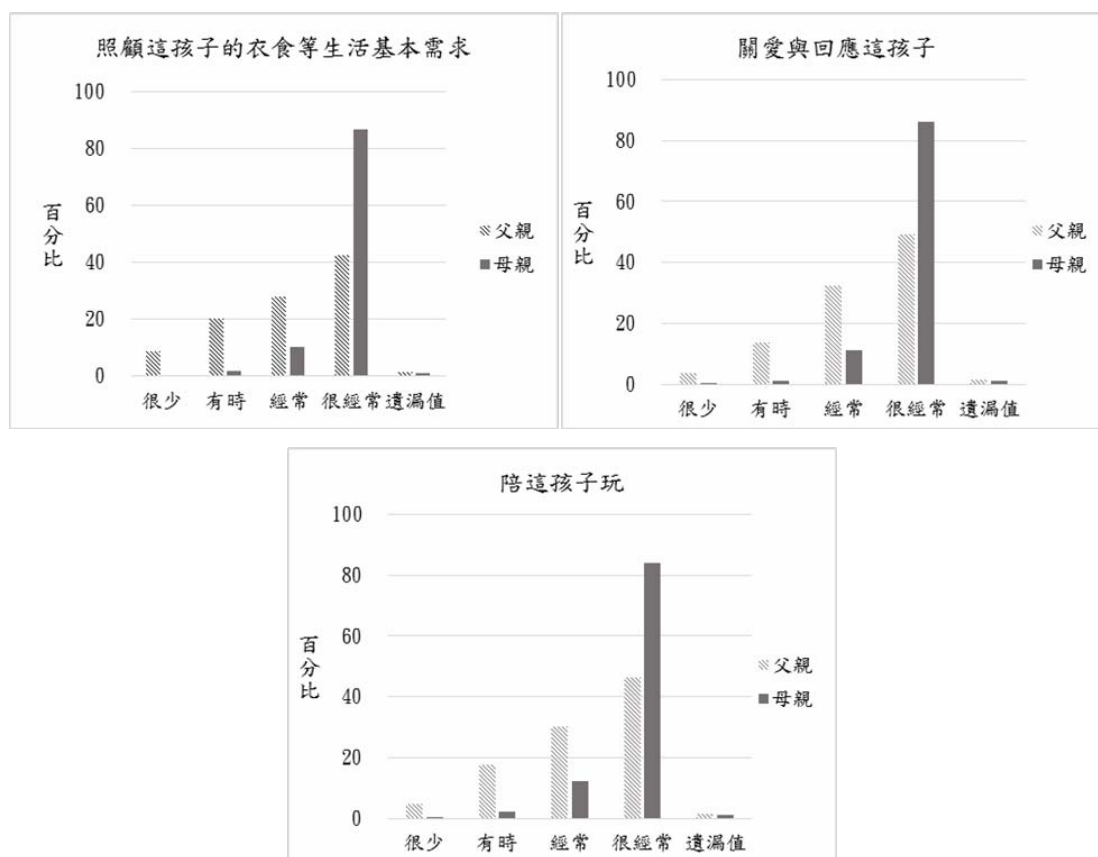 照顧這孩子的衣食等生活基本需求
100
80
60
40
20
0
百分比
很少 有時 經常 很經常 遺漏值
父親
母親
關愛與回應這孩子
100
80
60
40
20
0
百分比
很少 有時 經常 很經常 遺漏值
父親
母親
陪這孩子玩
100
80
60
40
20
0
百分比
很少 有時 經常 很經常 遺漏值
父親
母親